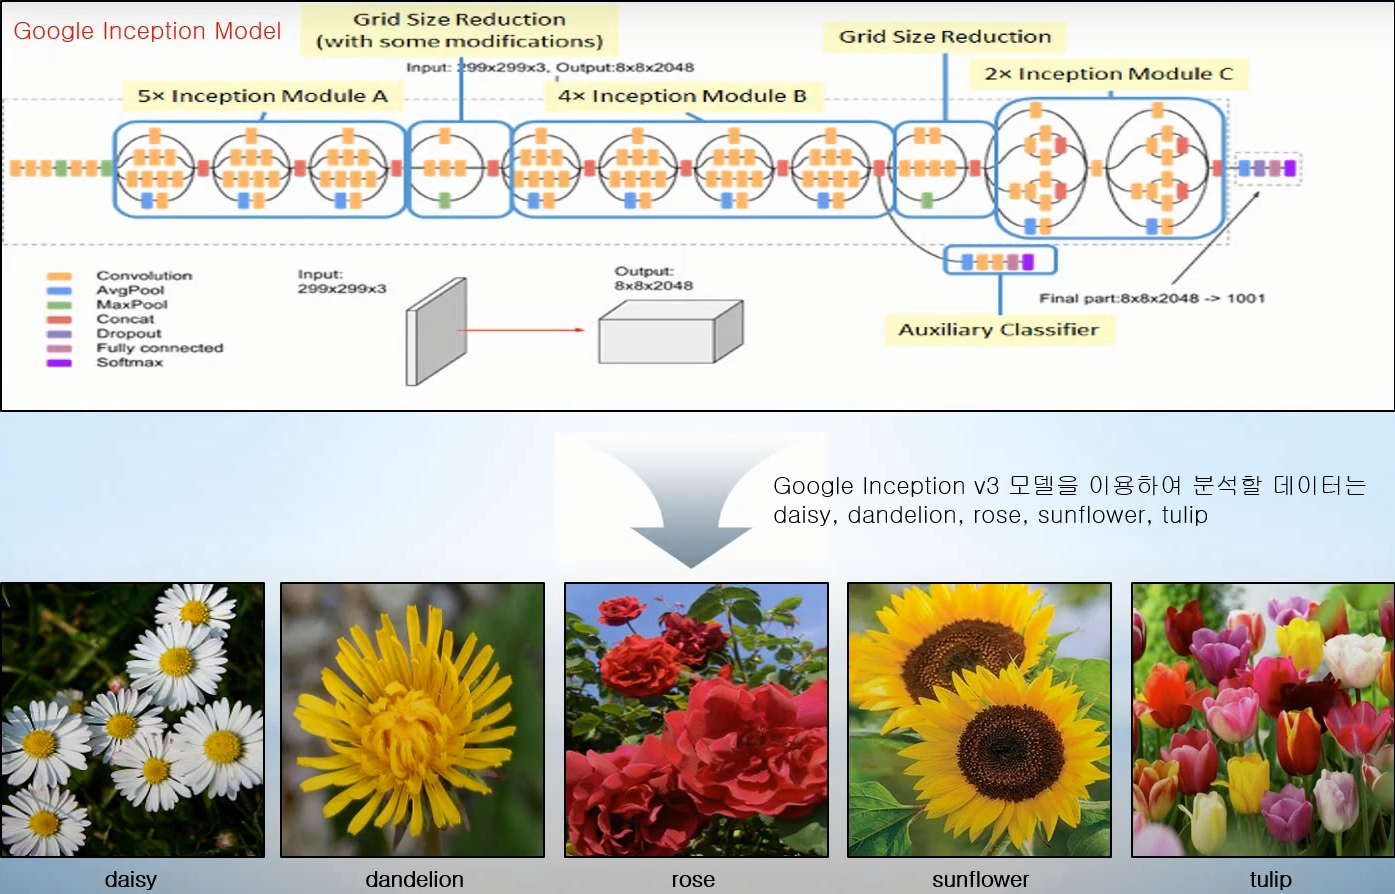 Google Inception Model
Grid Size Reduction
(with some modifications)
Grid Size Reduction
Input: 299x299x3, Output:8x8x2048
2× Inception Module C
5× Inception Module A
4× Inception Module B
Convolution
AvgPool
MaxPool
Concat
Dropout
Fully connected
Softmax
Input:
299x299x3
Output:
8x8x2048
Final part:8x8x2048 -> 1001
Auxiliary Classifier
Google Inception v3 모델을 이용하여 분석할 데이터는
daisy, dandelion, rose, sunflower, tulip
daisy
dandelion
rose
sunflower
tulip